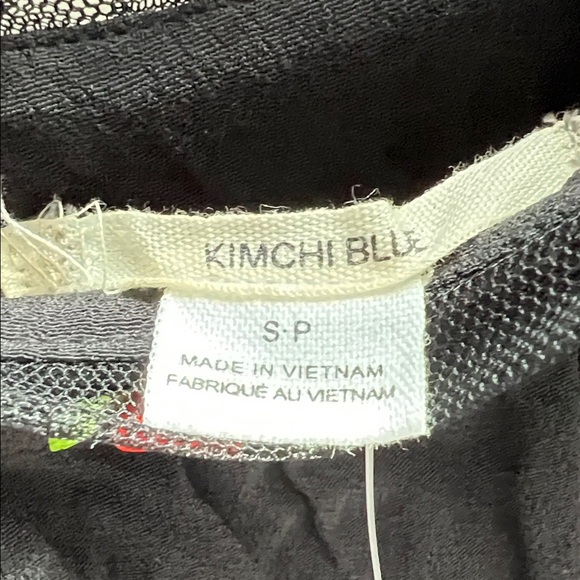 KIMCHI BLUE
S·P
MADE IN VIETNAM
FABRIQUÉ AU VIETNAM